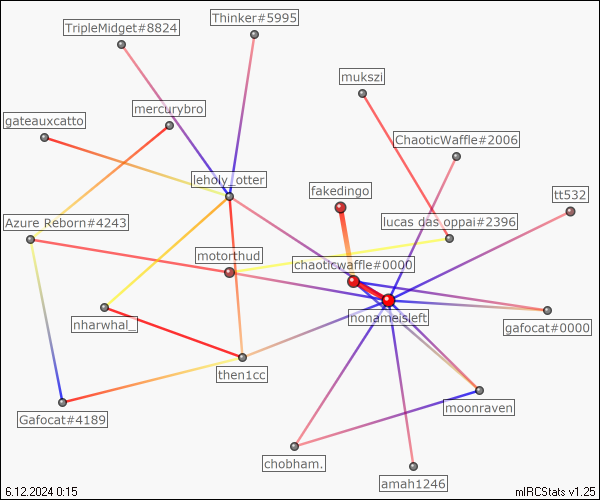 Thinker#5995
TripleMidget#8824
mukszi
mercurybro
gateauxcatto
ChaoticWaffle#2006
leholy_otter
fakedingo
tt532
Azure Reborn#4243
lucas das oppai#2396
motorthud
chaoticwaffle#0000
nharwhal_
nonameisleft
gafocat#0000
then1cc
moonraven
Gafocat#4189
chobham.
amah1246
6.12.2024 0:15
mIRCStats v1.25